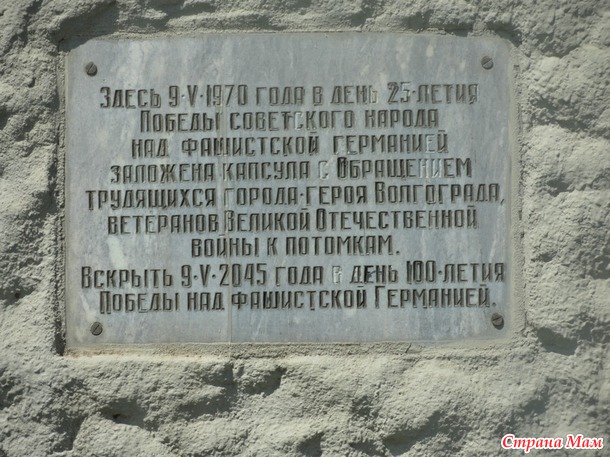 Здесь 9·V·1970 года в день 25-летия
Победы советского народа
над фашистской Германией
заложена капсула с Обращением
трудящихся города-героя Волгограда,
ветеранов Великой Отечественной
войны к потомкам.
Вскрыть 9·V·2045 года в день 100-летия
Победы над фашистской Германией.
Страна Мам